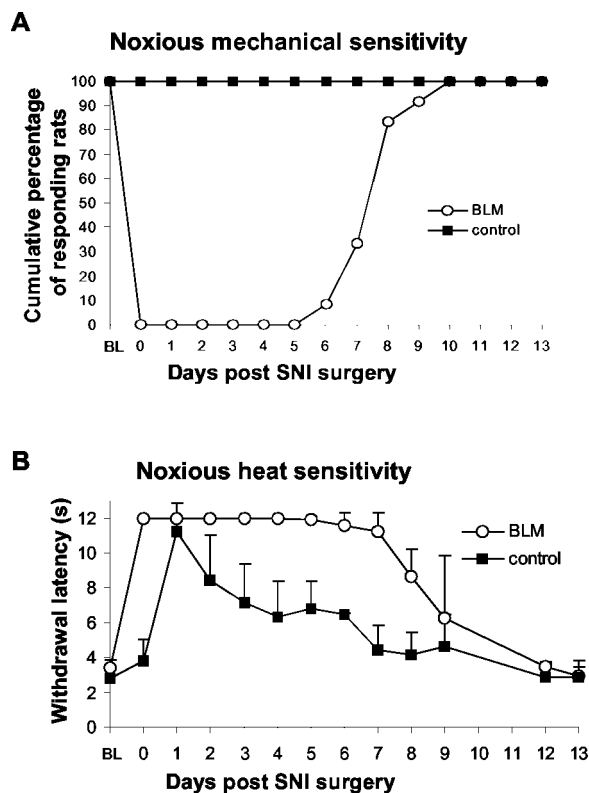 A
Noxious mechanical sensitivity
Cumulative percentage
of responding rats
100
90
80
70
60
50
40
30
20
10
0
BLM
control
BL 0 1 2 3 4 5 6 7 8 9 10 11 12 13
Days post SNI surgery
B
Noxious heat sensitivity
Withdrawal latency (s)
12
10
8
6
4
2
0
BLM
control
BL 0 1 2 3 4 5 6 7 8 9 10 11 12 13
Days post SNI surgery